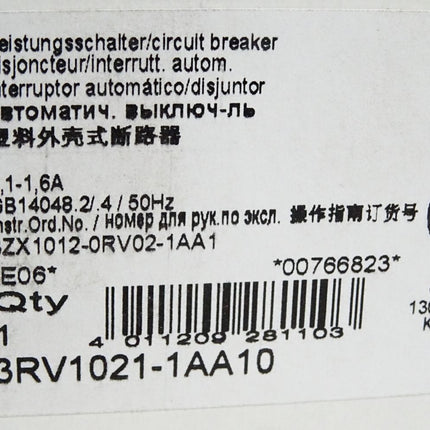 eistungsschalter/circuit breaker
isjoncteur/interrutt. autom.
nterruptor automático/disjuntor
втоматич. выключ-ль
塑料外壳式断路器
,1-1,6A
GB14048.2/.4 / 50Hz
nstr.Ord.No. / номер для рук.по экспл. 操作指南订货号
3ZX1012-0RV02-1AA1
E06* *00766823*
Qty
1
4 011209 281103
3RV1021-1AA10
130
K